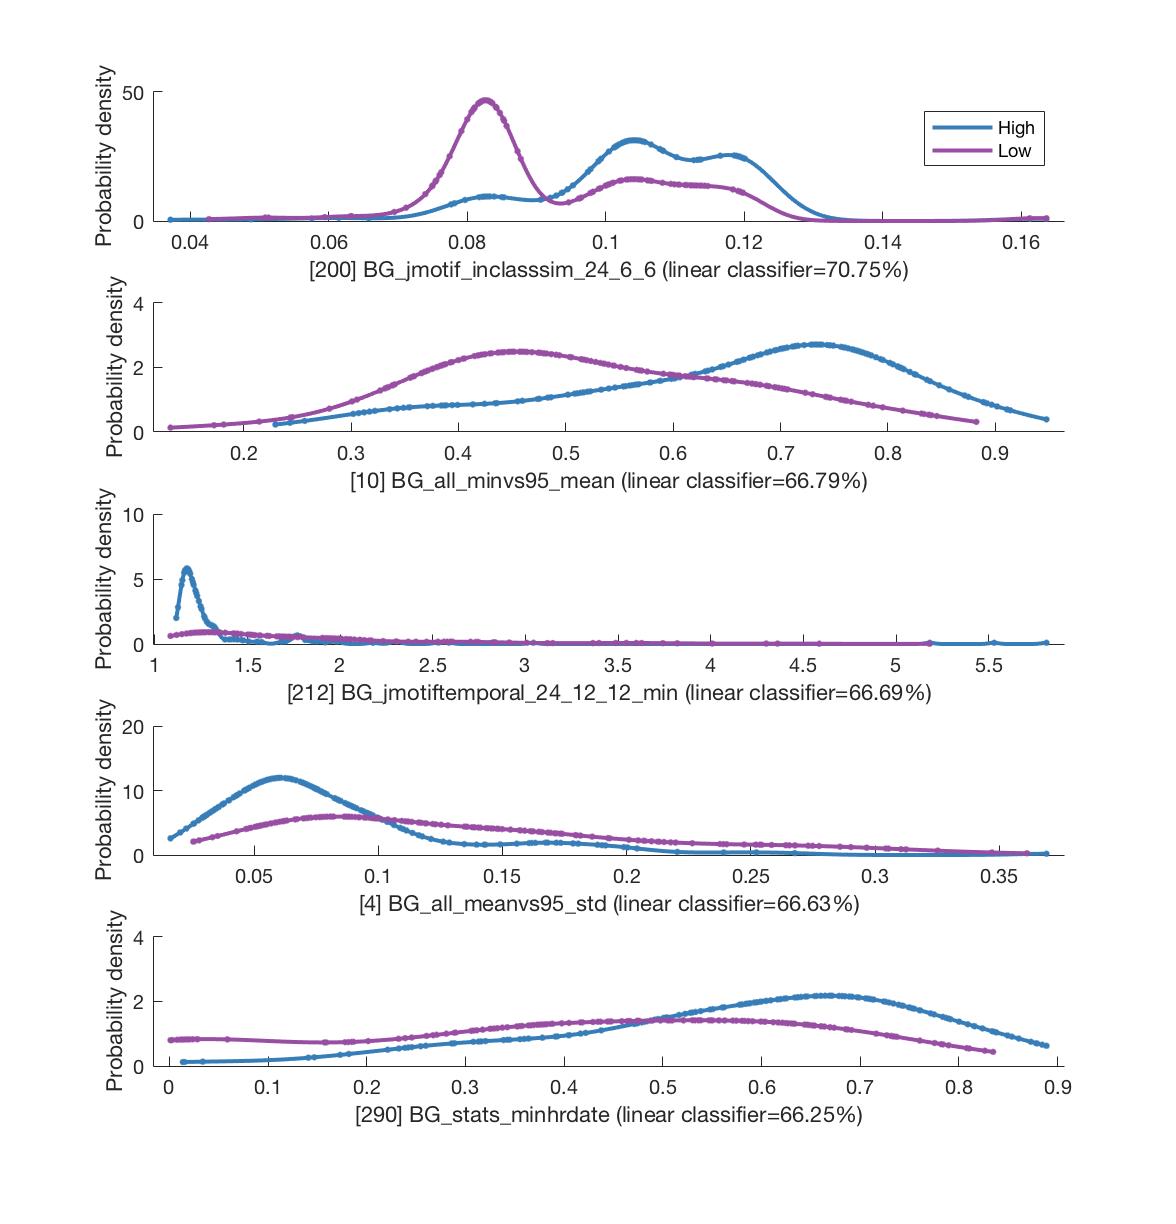 Probability density
50
0
High
Low
0.04 0.06 0.08 0.1 0.12 0.14 0.16
[200] BG_jmotif_inclasssim_24_6_6 (linear classifier=70.75%)
Probability density
4
2
0
0.2 0.3 0.4 0.5 0.6 0.7 0.8 0.9
[10] BG_all_minvs95_mean (linear classifier=66.79%)
Probability density
10
5
0
1 1.5 2 2.5 3 3.5 4 4.5 5 5.5
[212] BG_jmotiftemporal_24_12_12_min (linear classifier=66.69%)
Probability density
20
10
0
0.05 0.1 0.15 0.2 0.25 0.3 0.35
[4] BG_all_meanvs95_std (linear classifier=66.63%)
Probability density
4
2
0
0 0.1 0.2 0.3 0.4 0.5 0.6 0.7 0.8 0.9
[290] BG_stats_minhrdate (linear classifier=66.25%)